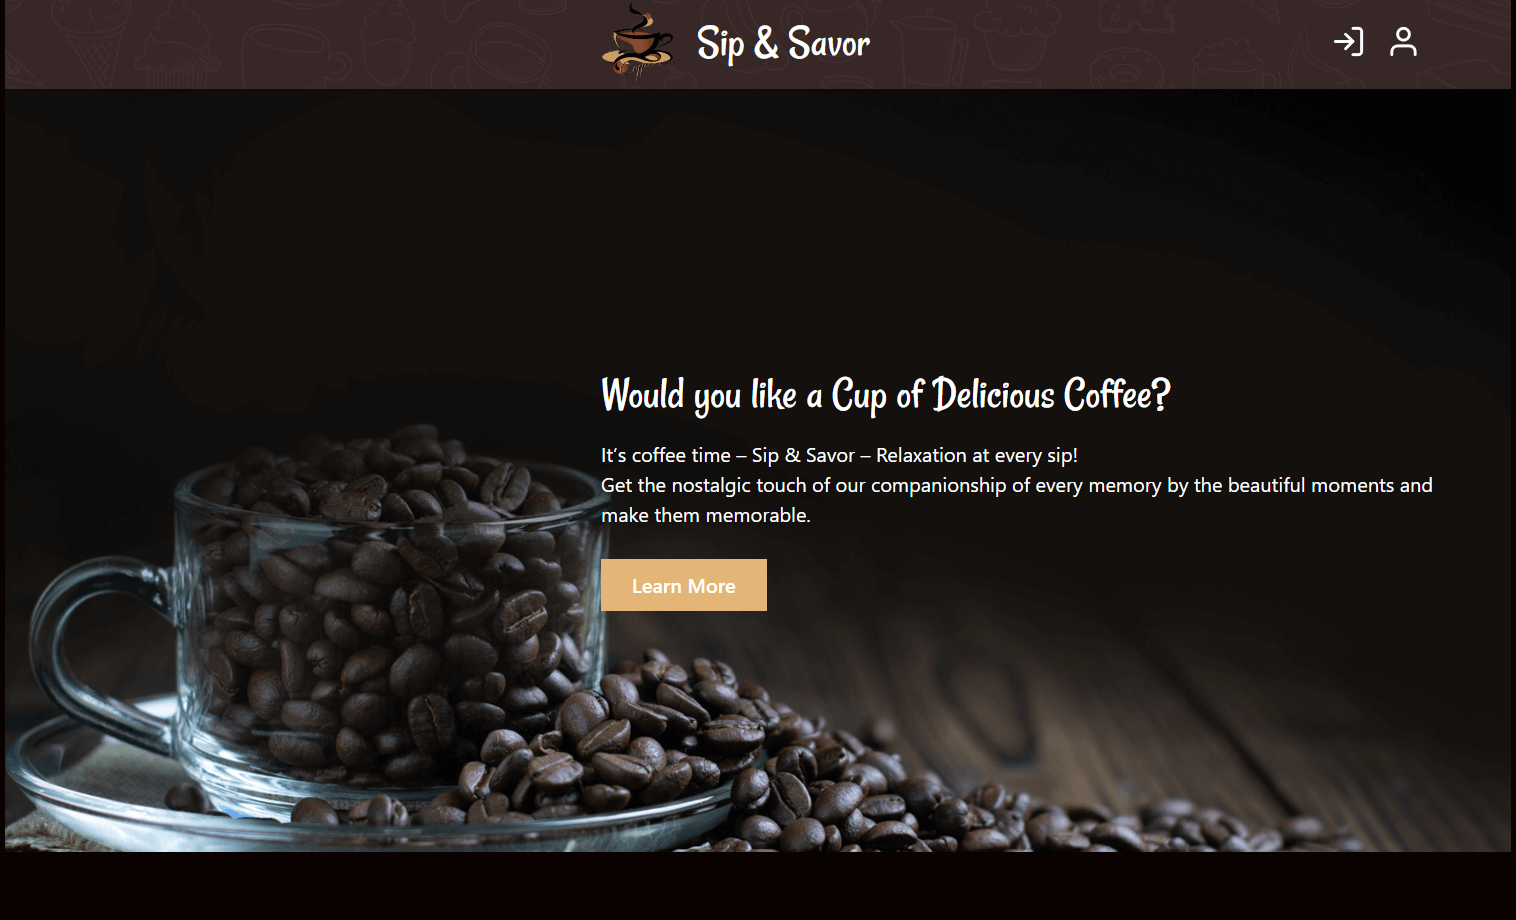 Sip & Savor
Would you like a Cup of Delicious Coffee?
It's coffee time – Sip & Savor – Relaxation at every sip!
Get the nostalgic touch of our companionship of every memory by the beautiful moments and
make them memorable.
Learn More